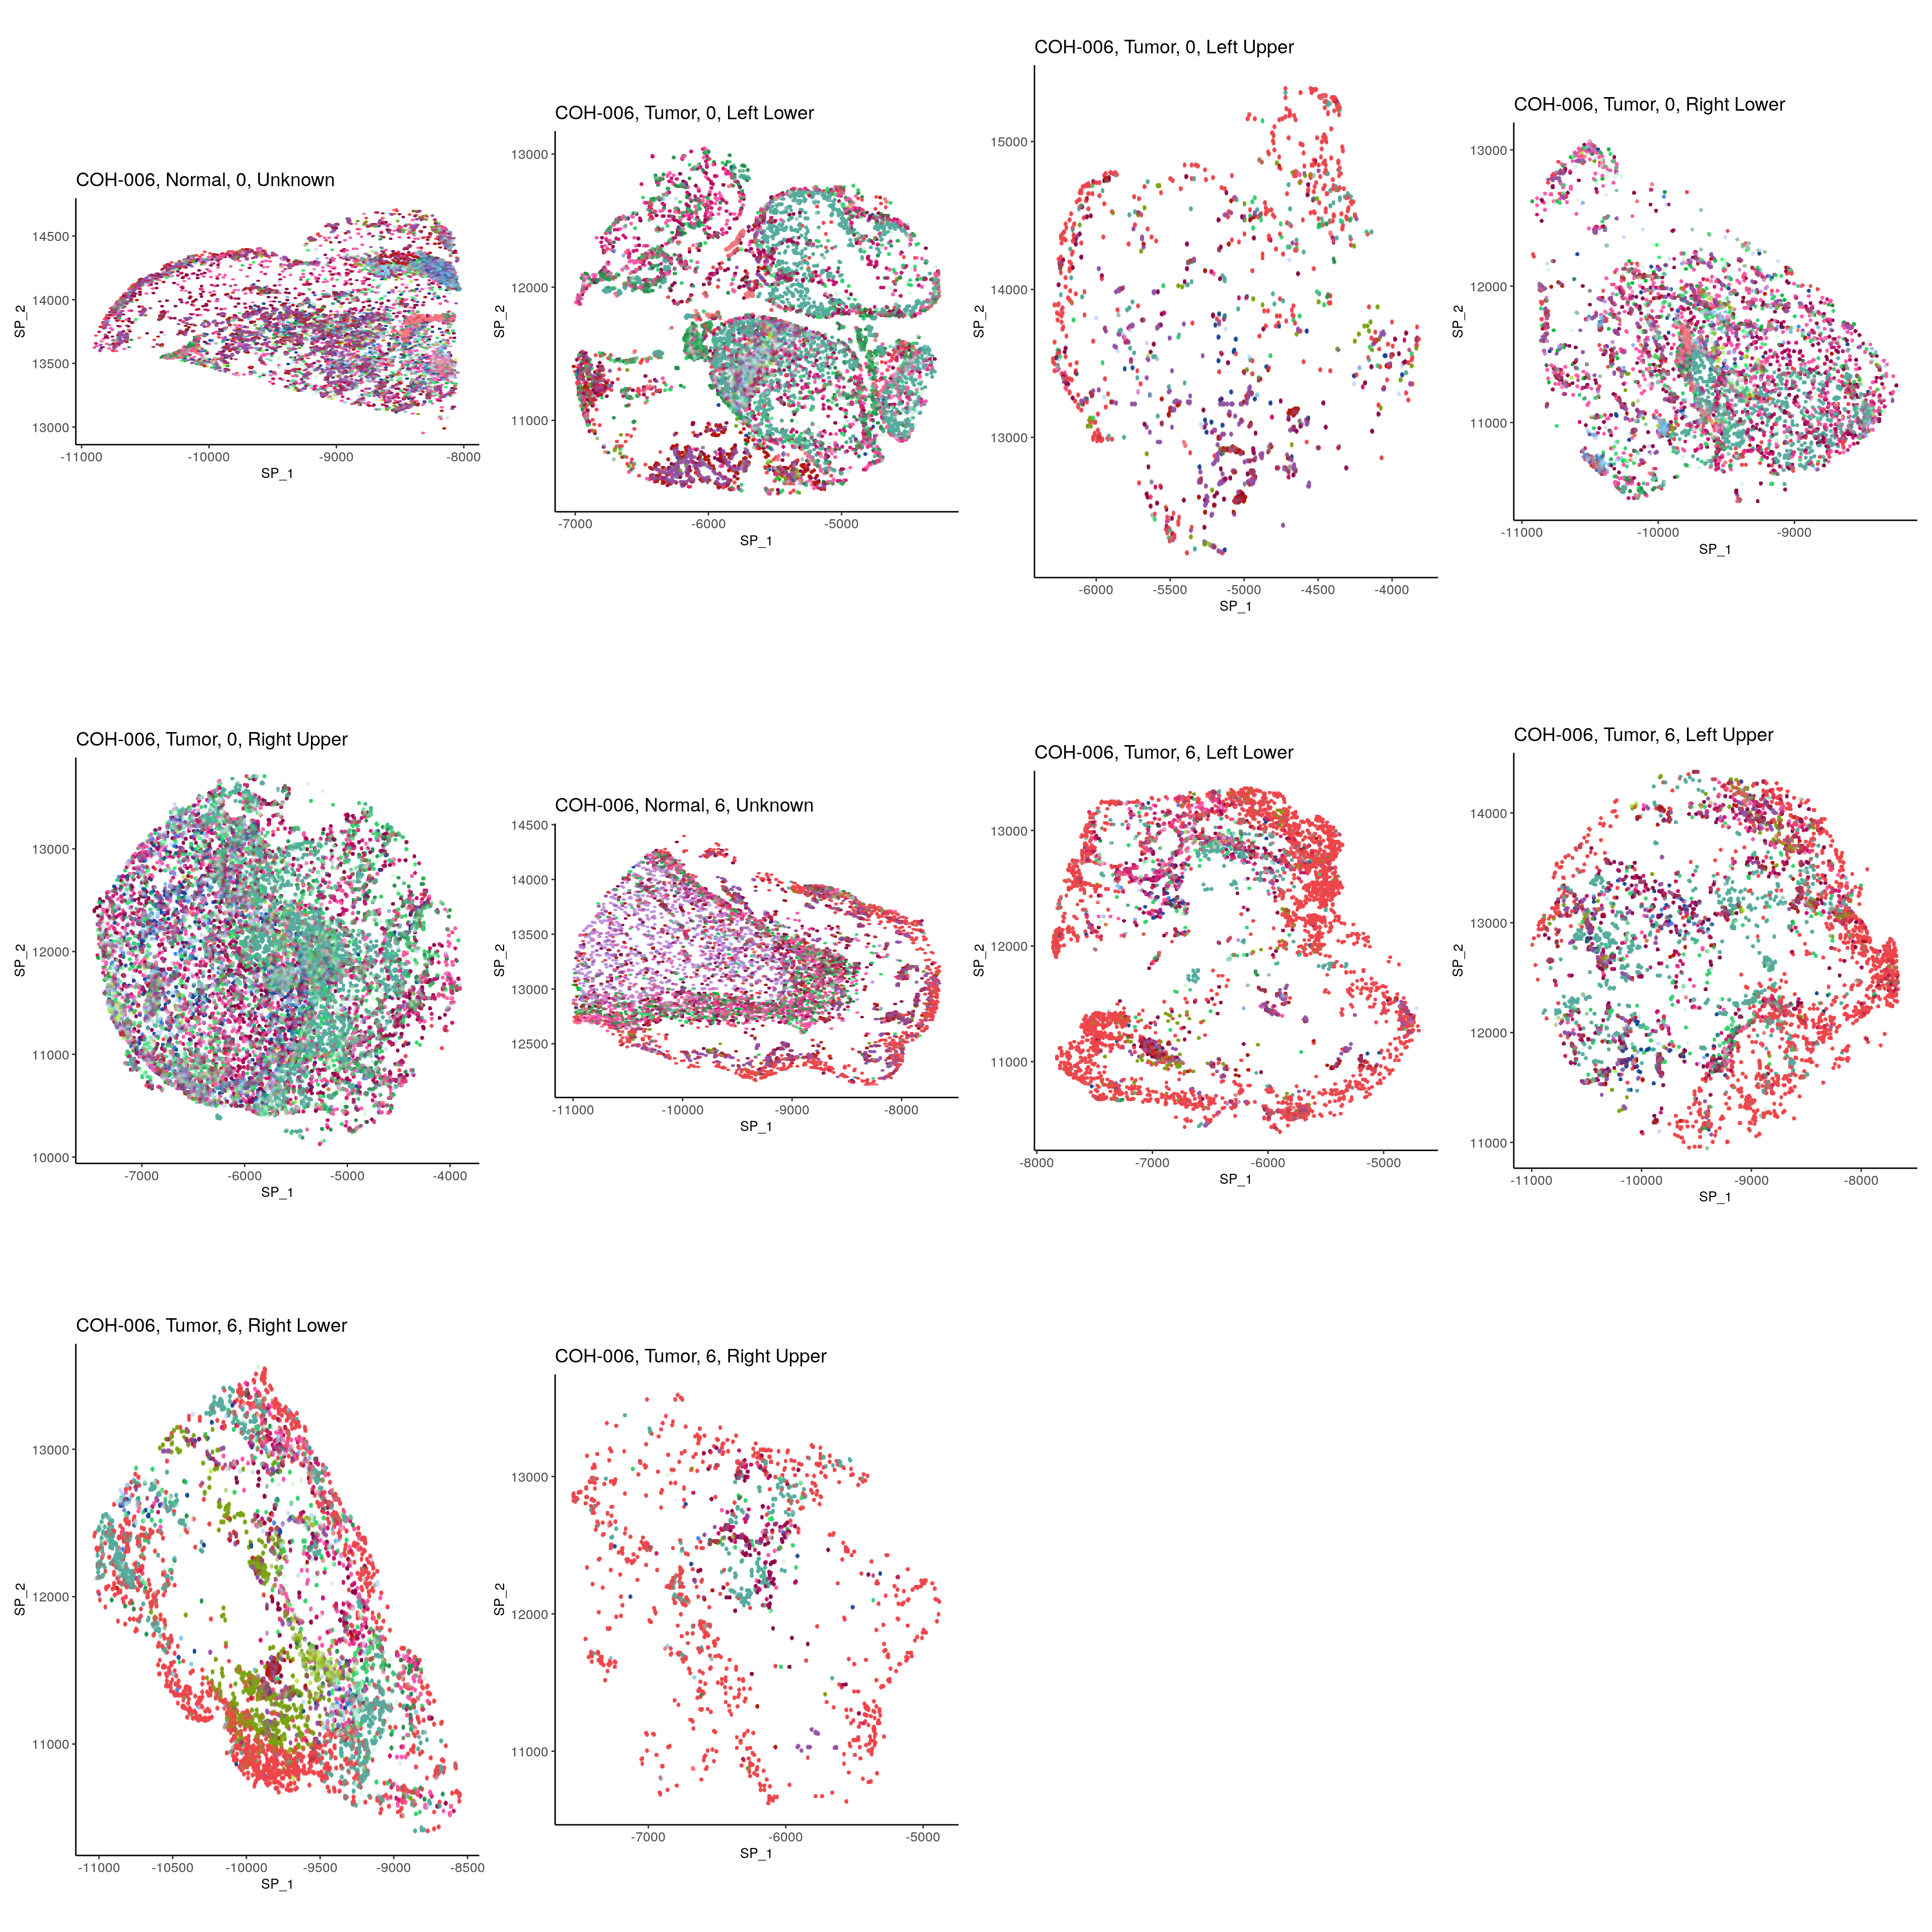 COH-006, Normal, 0, Unknown
14500
14000
13500
13000
SP_2
-11000 -10000 -9000 -8000
SP_1
COH-006, Tumor, 0, Left Lower
13000
12000
11000
SP_2
-7000 -6000 -5000
SP_1
COH-006, Tumor, 0, Left Upper
15000
14000
13000
SP_2
-6000 -5500 -5000 -4500 -4000
SP_1
COH-006, Tumor, 0, Right Lower
13000
12000
11000
SP_2
-11000 -10000 -9000
SP_1
COH-006, Tumor, 0, Right Upper
13000
12000
11000
10000
SP_2
-7000 -6000 -5000 -4000
SP_1
COH-006, Normal, 6, Unknown
14500
14000
13500
13000
12500
SP_2
-11000 -10000 -9000 -8000
SP_1
COH-006, Tumor, 6, Left Lower
13000
12000
11000
SP_2
-8000 -7000 -6000 -5000
SP_1
COH-006, Tumor, 6, Left Upper
14000
13000
12000
11000
SP_2
-11000 -10000 -9000 -8000
SP_1
COH-006, Tumor, 6, Right Lower
13000
12000
11000
SP_2
-11000 -10500 -10000 -9500 -9000 -8500
SP_1
COH-006, Tumor, 6, Right Upper
13000
12000
11000
SP_2
-7000 -6000 -5000
SP_1